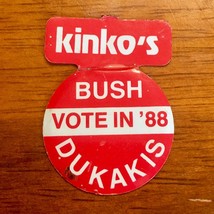 kinko's
BUSH
VOTE IN '88
DUKAKIS